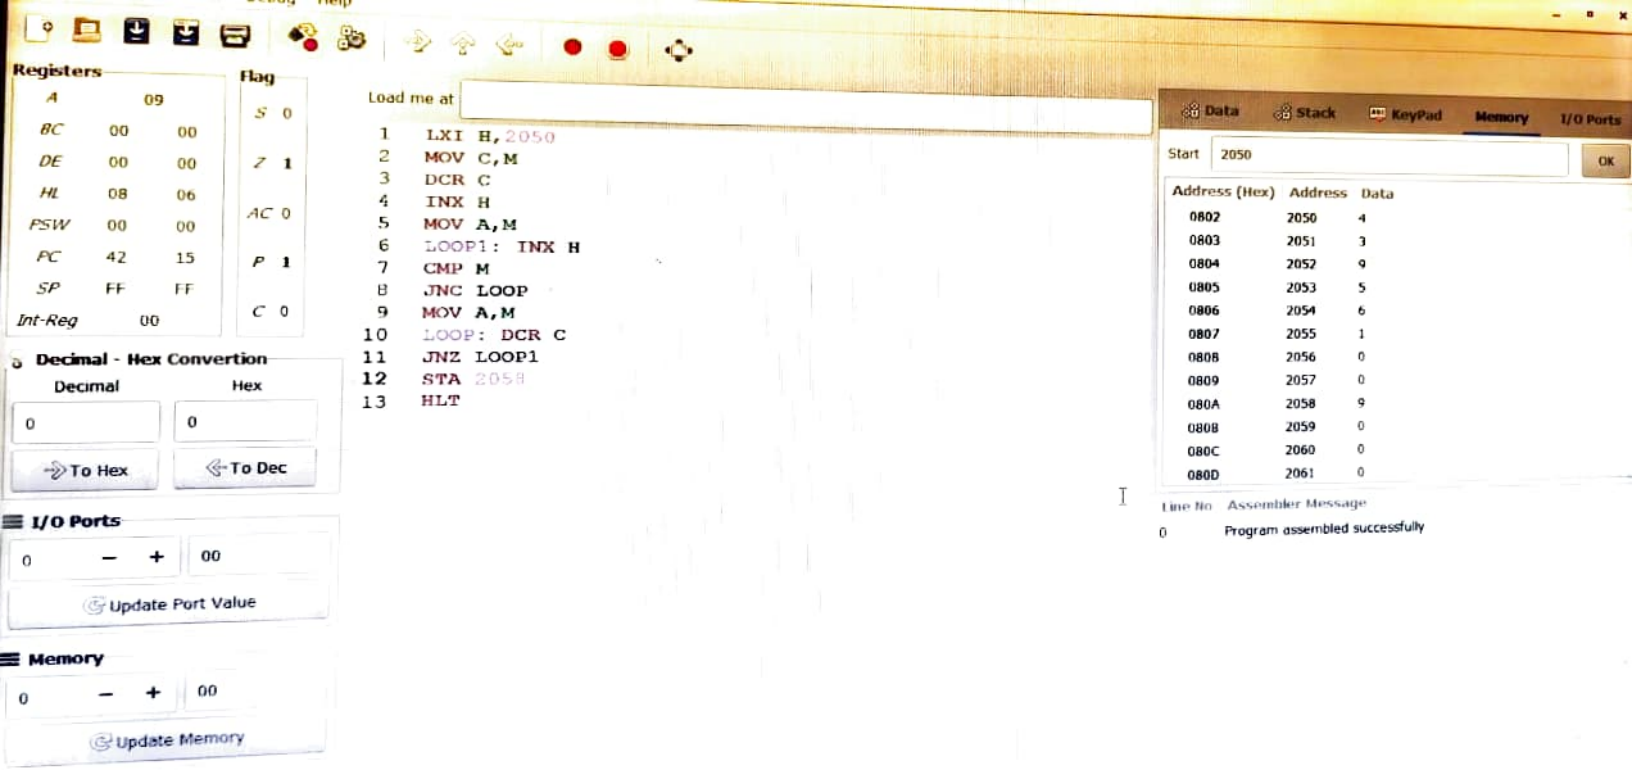 Help
Registers
A 09
BC 00 00
DE 00 00
HL 08 06
PSW 00 00
PC 42 15
SP FF FF
Int-Reg 00
Flag
S 0
Z 1
AC 0
P 1
C 0
Decimal - Hex Convertion
Decimal Hex
0 0
To Hex To Dec
I/O Ports
0 − + 00
Update Port Value
Memory
0 − + 00
Update Memory
Load me at
1 LXI H,2050
2 MOV C,M
3 DCR C
4 INX H
5 MOV A,M
6 LOOP1: INX H
7 CMP M
8 JNC LOOP
9 MOV A,M
10 LOOP: DCR C
11 JNZ LOOP1
12 STA 2058
13 HLT
Data Stack KeyPad Memory I/O Ports
Start 2050 OK
Address (Hex) Address Data
0802 2050 4
0803 2051 3
0804 2052 9
0805 2053 5
0806 2054 6
0807 2055 1
0808 2056 0
0809 2057 0
080A 2058 9
080B 2059 0
080C 2060 0
080D 2061 0
Line No Assembler Message
0 Program assembled successfully